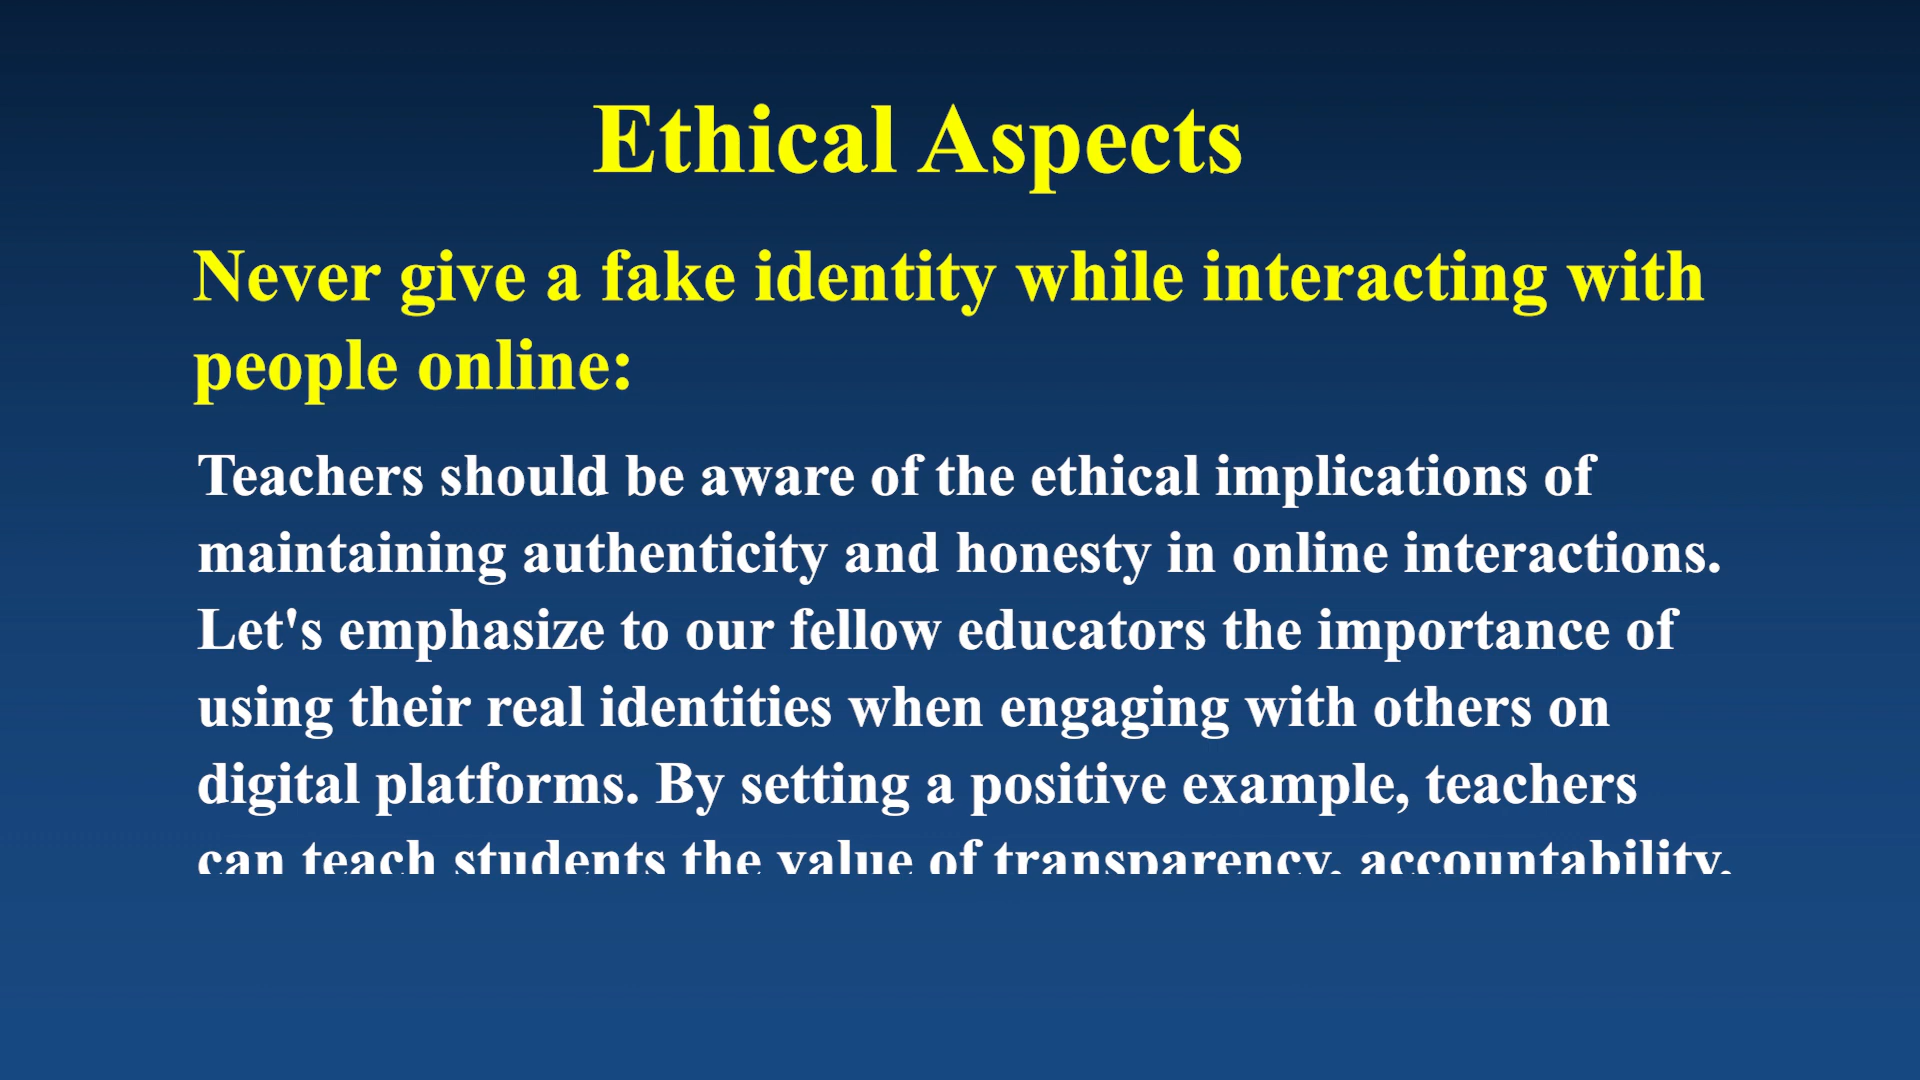 Ethical Aspects
Never give a fake identity while interacting with
people online:
Teachers should be aware of the ethical implications of
maintaining authenticity and honesty in online interactions.
Let's emphasize to our fellow educators the importance of
using their real identities when engaging with others on
digital platforms. By setting a positive example, teachers
can teach students the value of transparency, accountability,